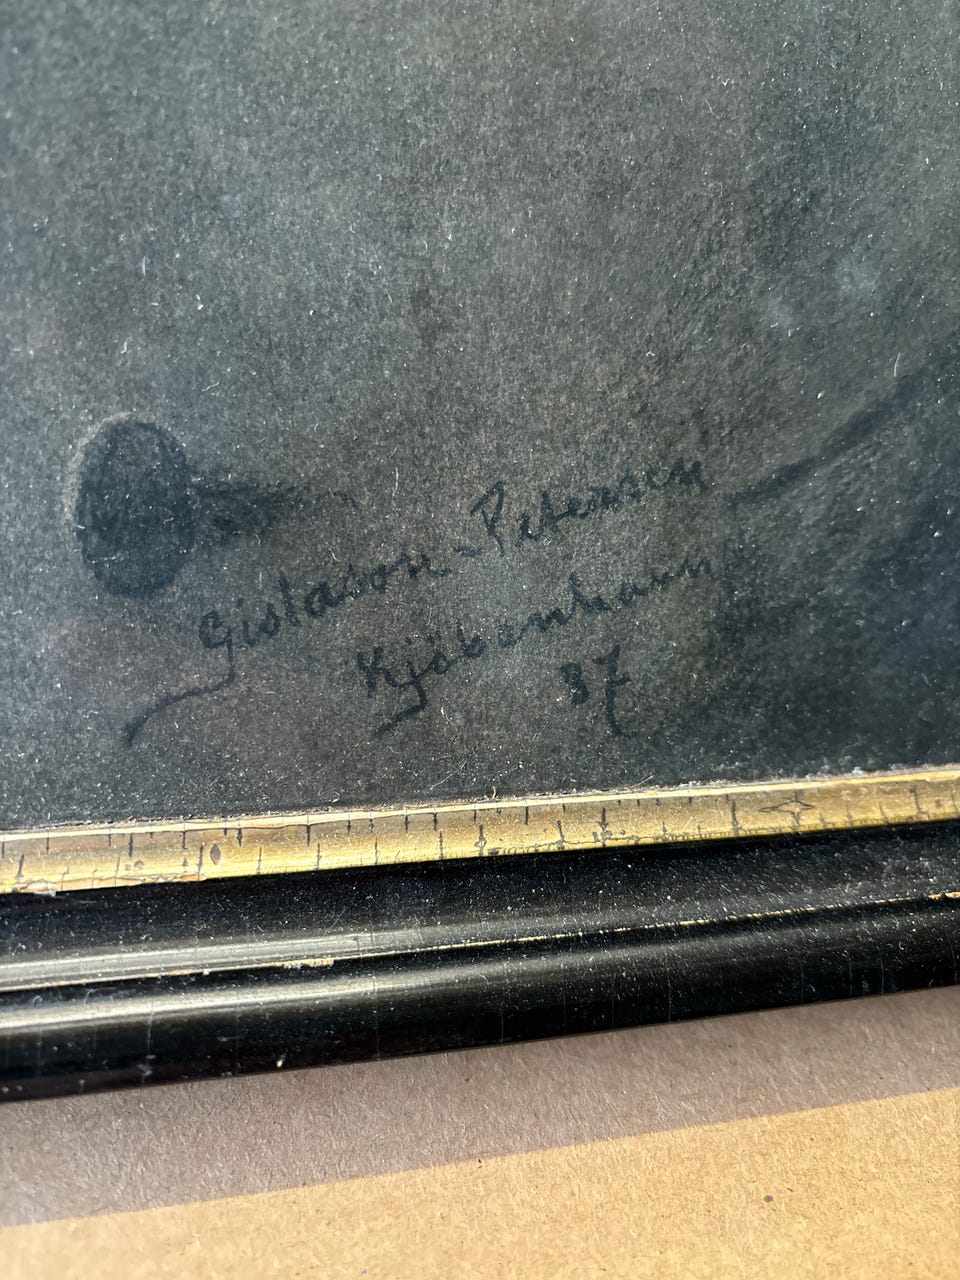 Gislason-Petersen
Kjöbenhavn
87